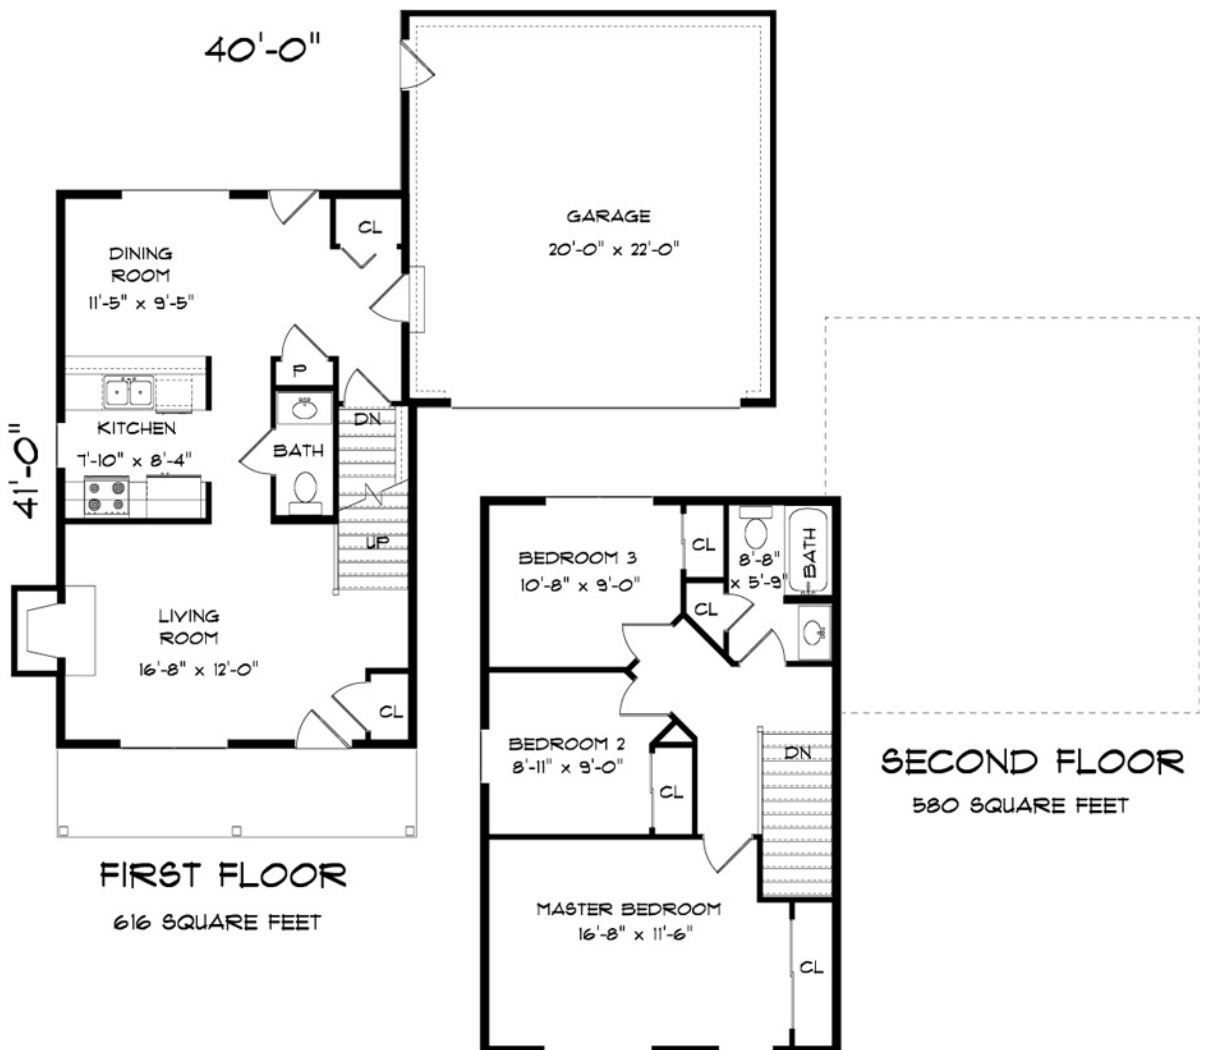 40'-0"
GARAGE
20'-0" x 22'-0"
CL
DINING
ROOM
11'-5" x 9'-5"
P
DN
KITCHEN
7'-10" x 8'-4"
BATH
41'-0"
UP
LIVING
ROOM
16'-8" x 12'-0"
CL
FIRST FLOOR
616 SQUARE FEET
BEDROOM 3
10'-8" x 9'-0"
CL
8'-8"
x 5'-9"
BATH
CL
BEDROOM 2
8'-11" x 9'-0"
CL
DN
MASTER BEDROOM
16'-8" x 11'-6"
CL
SECOND FLOOR
580 SQUARE FEET